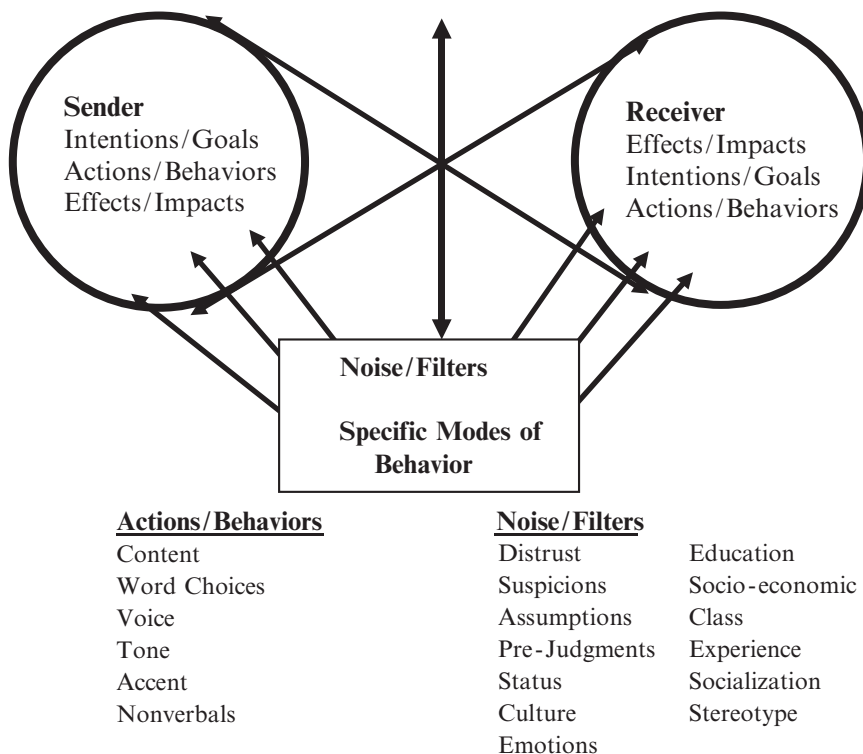 Sender
Intentions/Goals
Actions/Behaviors
Effects/Impacts
Receiver
Effects/Impacts
Intentions/Goals
Actions/Behaviors
Noise/Filters
Specific Modes of
Behavior
Actions/Behaviors
Content
Word Choices
Voice
Tone
Accent
Nonverbals
Noise/Filters
Distrust
Suspicions
Assumptions
Pre-Judgments
Status
Culture
Emotions
Education
Socio-economic
Class
Experience
Socialization
Stereotype